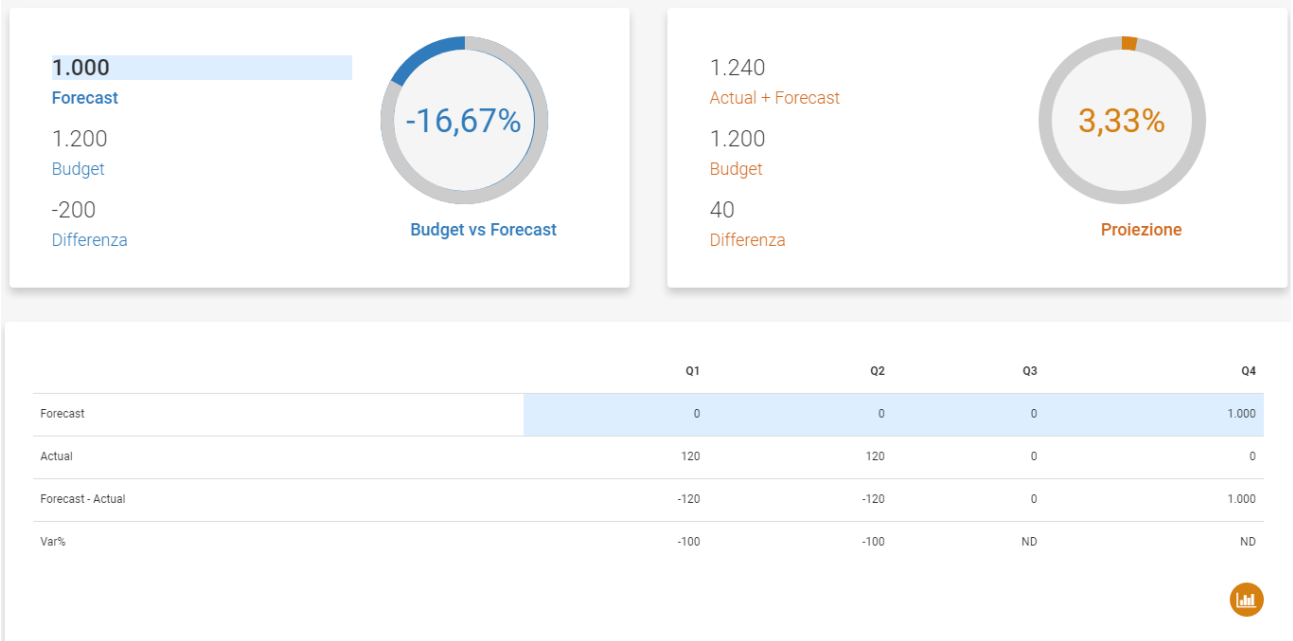 1.000
Forecast
1.200
Budget
-200
Differenza
-16,67%
Budget vs Forecast
1.240
Actual + Forecast
1.200
Budget
40
Differenza
3,33%
Proiezione
Q1 Q2 Q3 Q4
Forecast 0 0 0 1.000
Actual 120 120 0 0
Forecast - Actual -120 -120 0 1.000
Var% -100 -100 ND ND